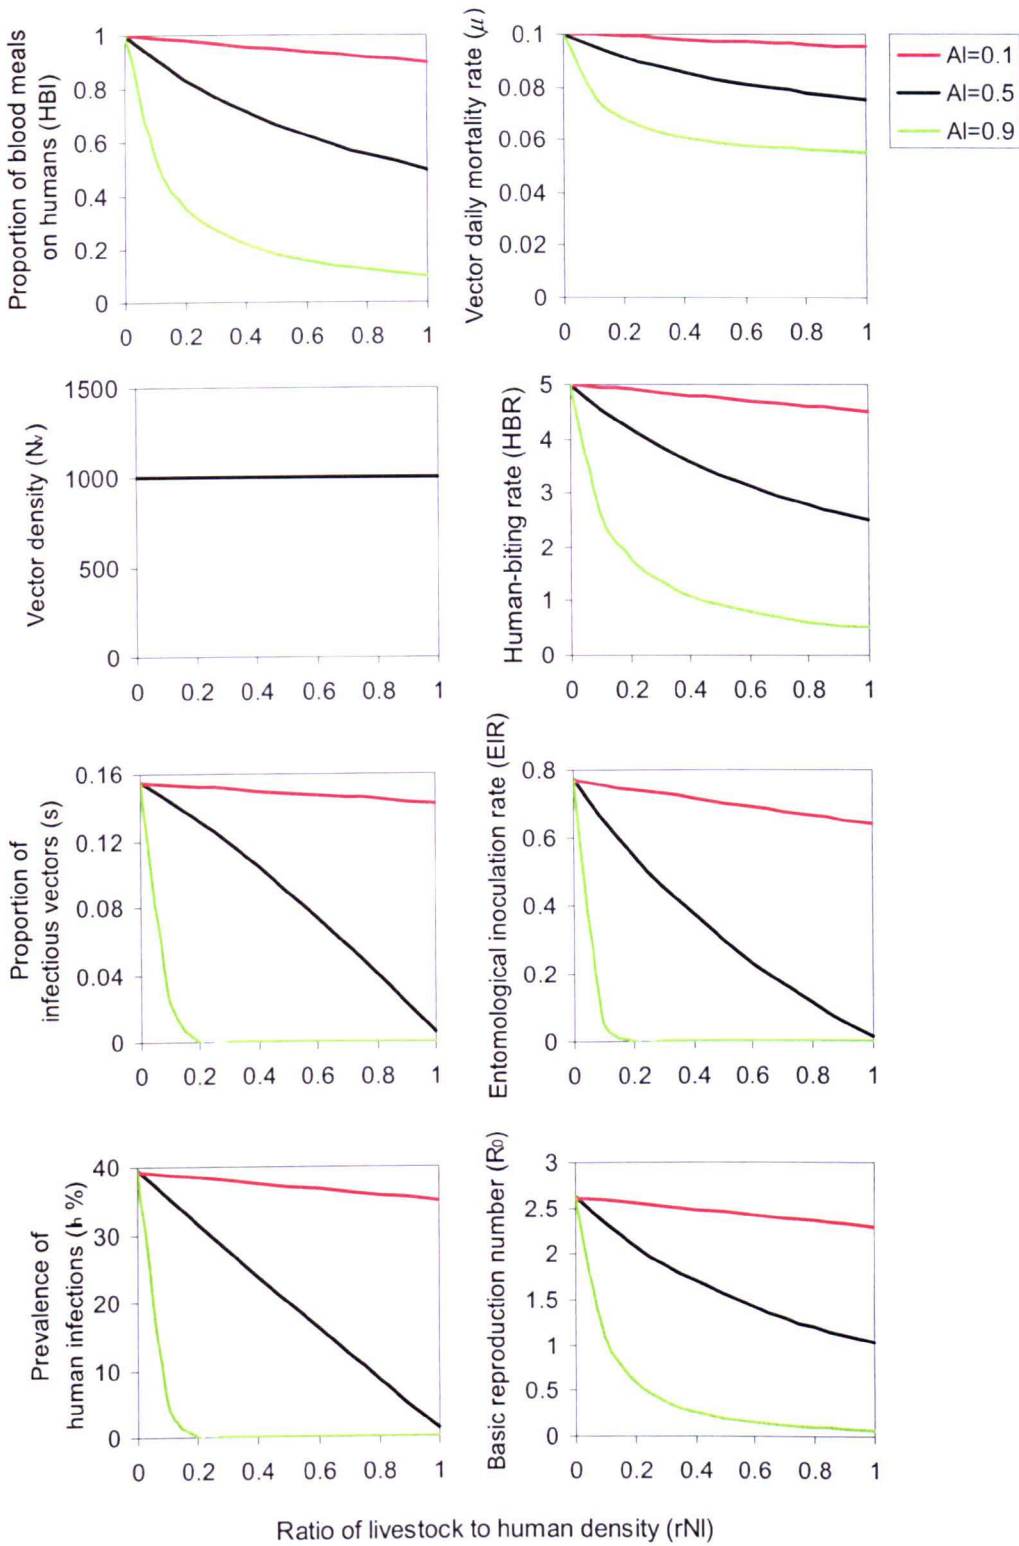 Proportion of blood meals
on humans (HBI)
1
0.8
0.6
0.4
0.2
0
0 0.2 0.4 0.6 0.8 1
Vector daily mortality rate (μ)
0.1
0.08
0.06
0.04
0.02
0
0 0.2 0.4 0.6 0.8 1
Al=0.1
Al=0.5
Al=0.9
Vector density (Nv)
1500
1000
500
0
0 0.2 0.4 0.6 0.8 1
Human-biting rate (HBR)
5
4
3
2
1
0
0 0.2 0.4 0.6 0.8 1
Proportion of
infectious vectors (s)
0.16
0.12
0.08
0.04
0
0 0.2 0.4 0.6 0.8 1
Entomological inoculation rate (EIR)
0.8
0.6
0.4
0.2
0
0 0.2 0.4 0.6 0.8 1
Prevalence of
human infections (Ih %)
40
30
20
10
0
0 0.2 0.4 0.6 0.8 1
Basic reproduction number (R0)
3
2.5
2
1.5
1
0.5
0
0 0.2 0.4 0.6 0.8 1
Ratio of livestock to human density (rNl)